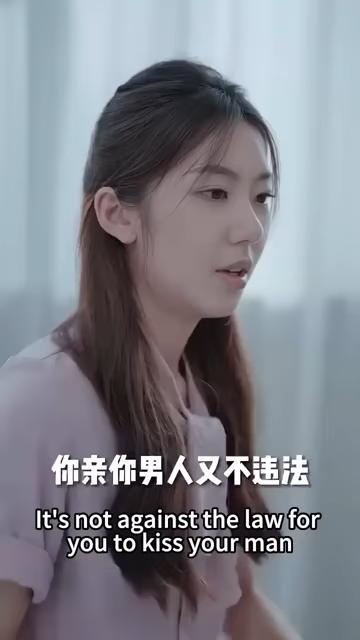 你亲你男人又不违法
It's not against the law for
you to kiss your man